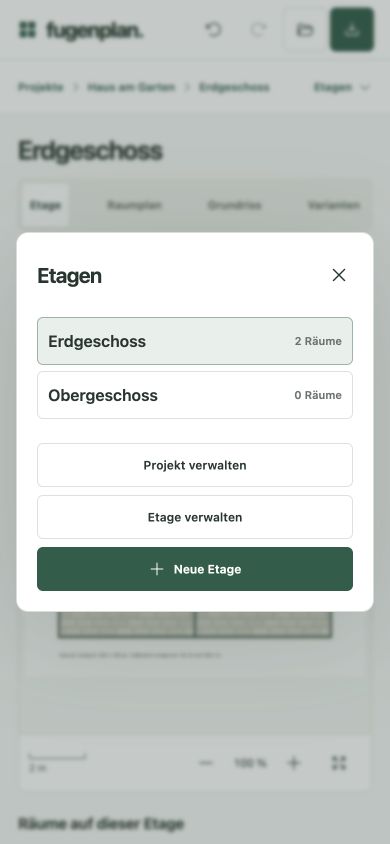 fugenplan.
Projekte > Haus am Garten > Erdgeschoss
Etagen
Erdgeschoss
Etage Raumplan Grundriss Varianten
Etagen
Erdgeschoss 2 Räume
Obergeschoss 0 Räume
Projekt verwalten
Etage verwalten
+ Neue Etage
2 m
100 %
Räume auf dieser Etage